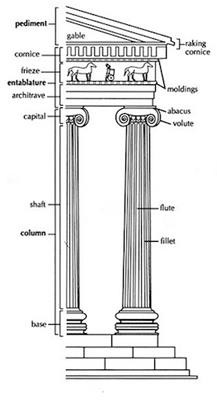 pediment
gable
raking
cornice
cornice
frieze
moldings
entablature
architrave
abacus
capital
volute
shaft
flute
column
fillet
base